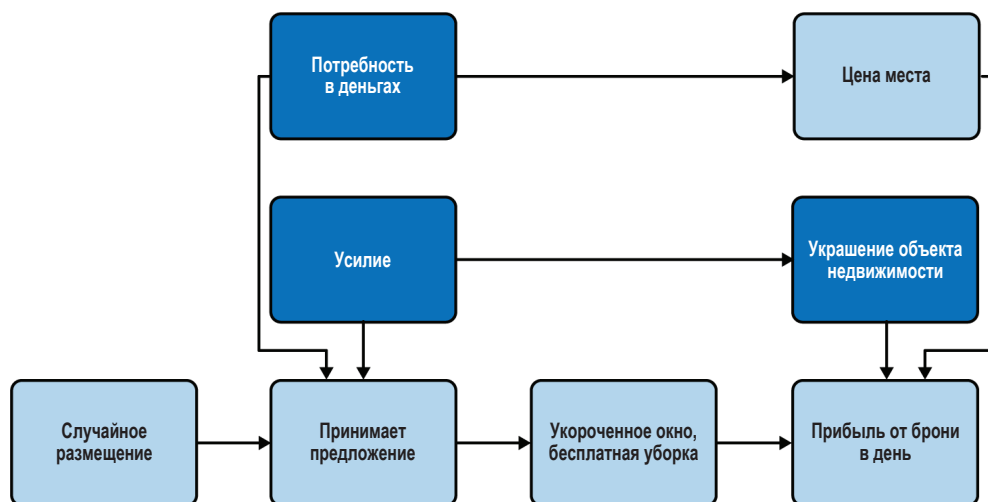 Потребность
в деньгах
Цена места
Усилие
Украшение объекта
недвижимости
Случайное
размещение
Принимает
предложение
Укороченное окно,
бесплатная уборка
Прибыль от брони
в день